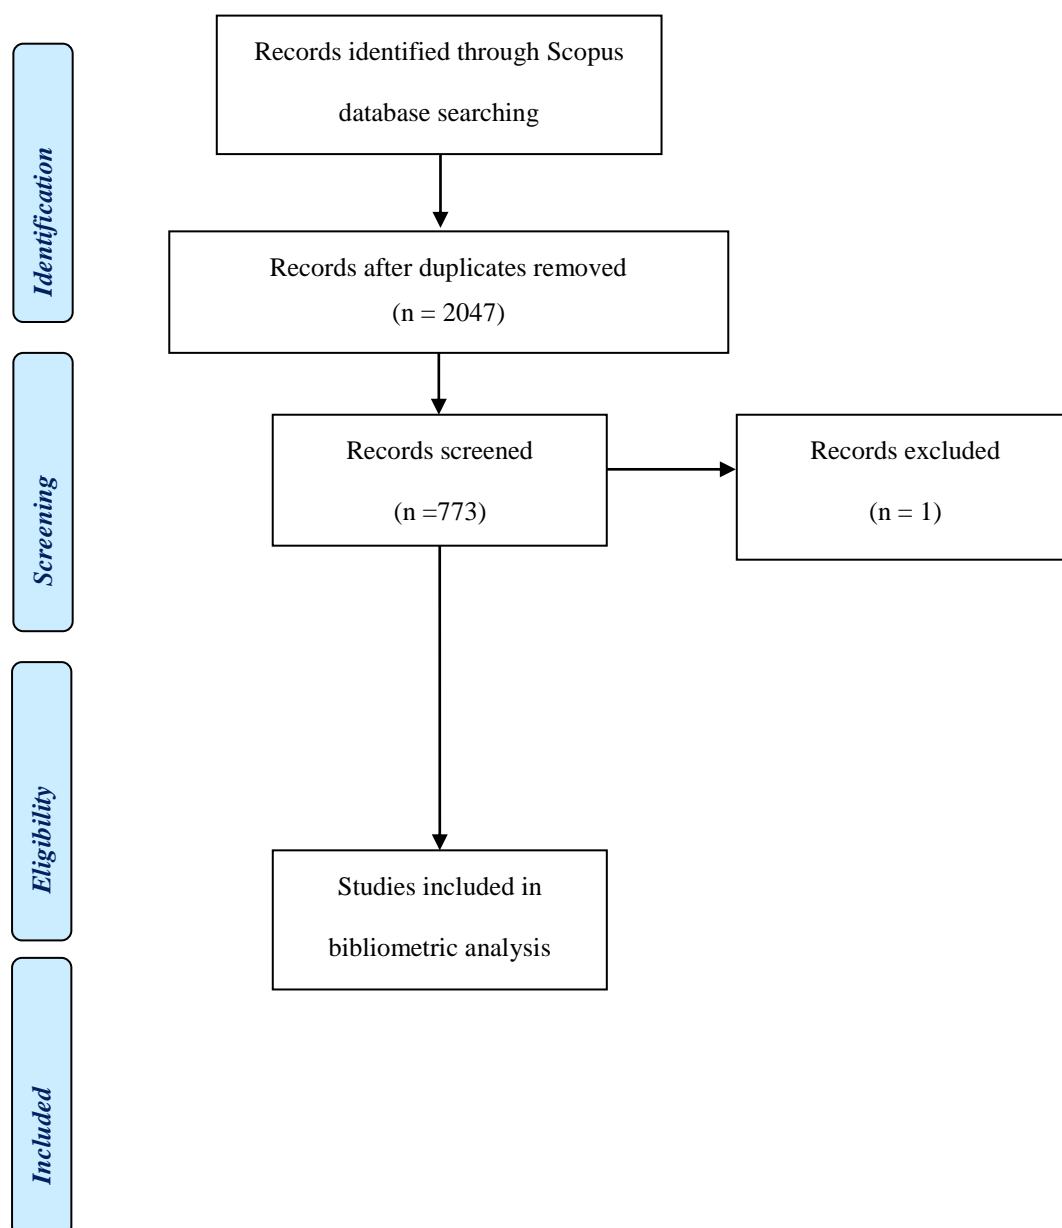 Records identified through Scopus
database searching
Identification
Records after duplicates removed
(n = 2047)
Screening
Records screened
(n =773)
Records excluded
(n = 1)
Eligibility
Studies included in
bibliometric analysis
Included